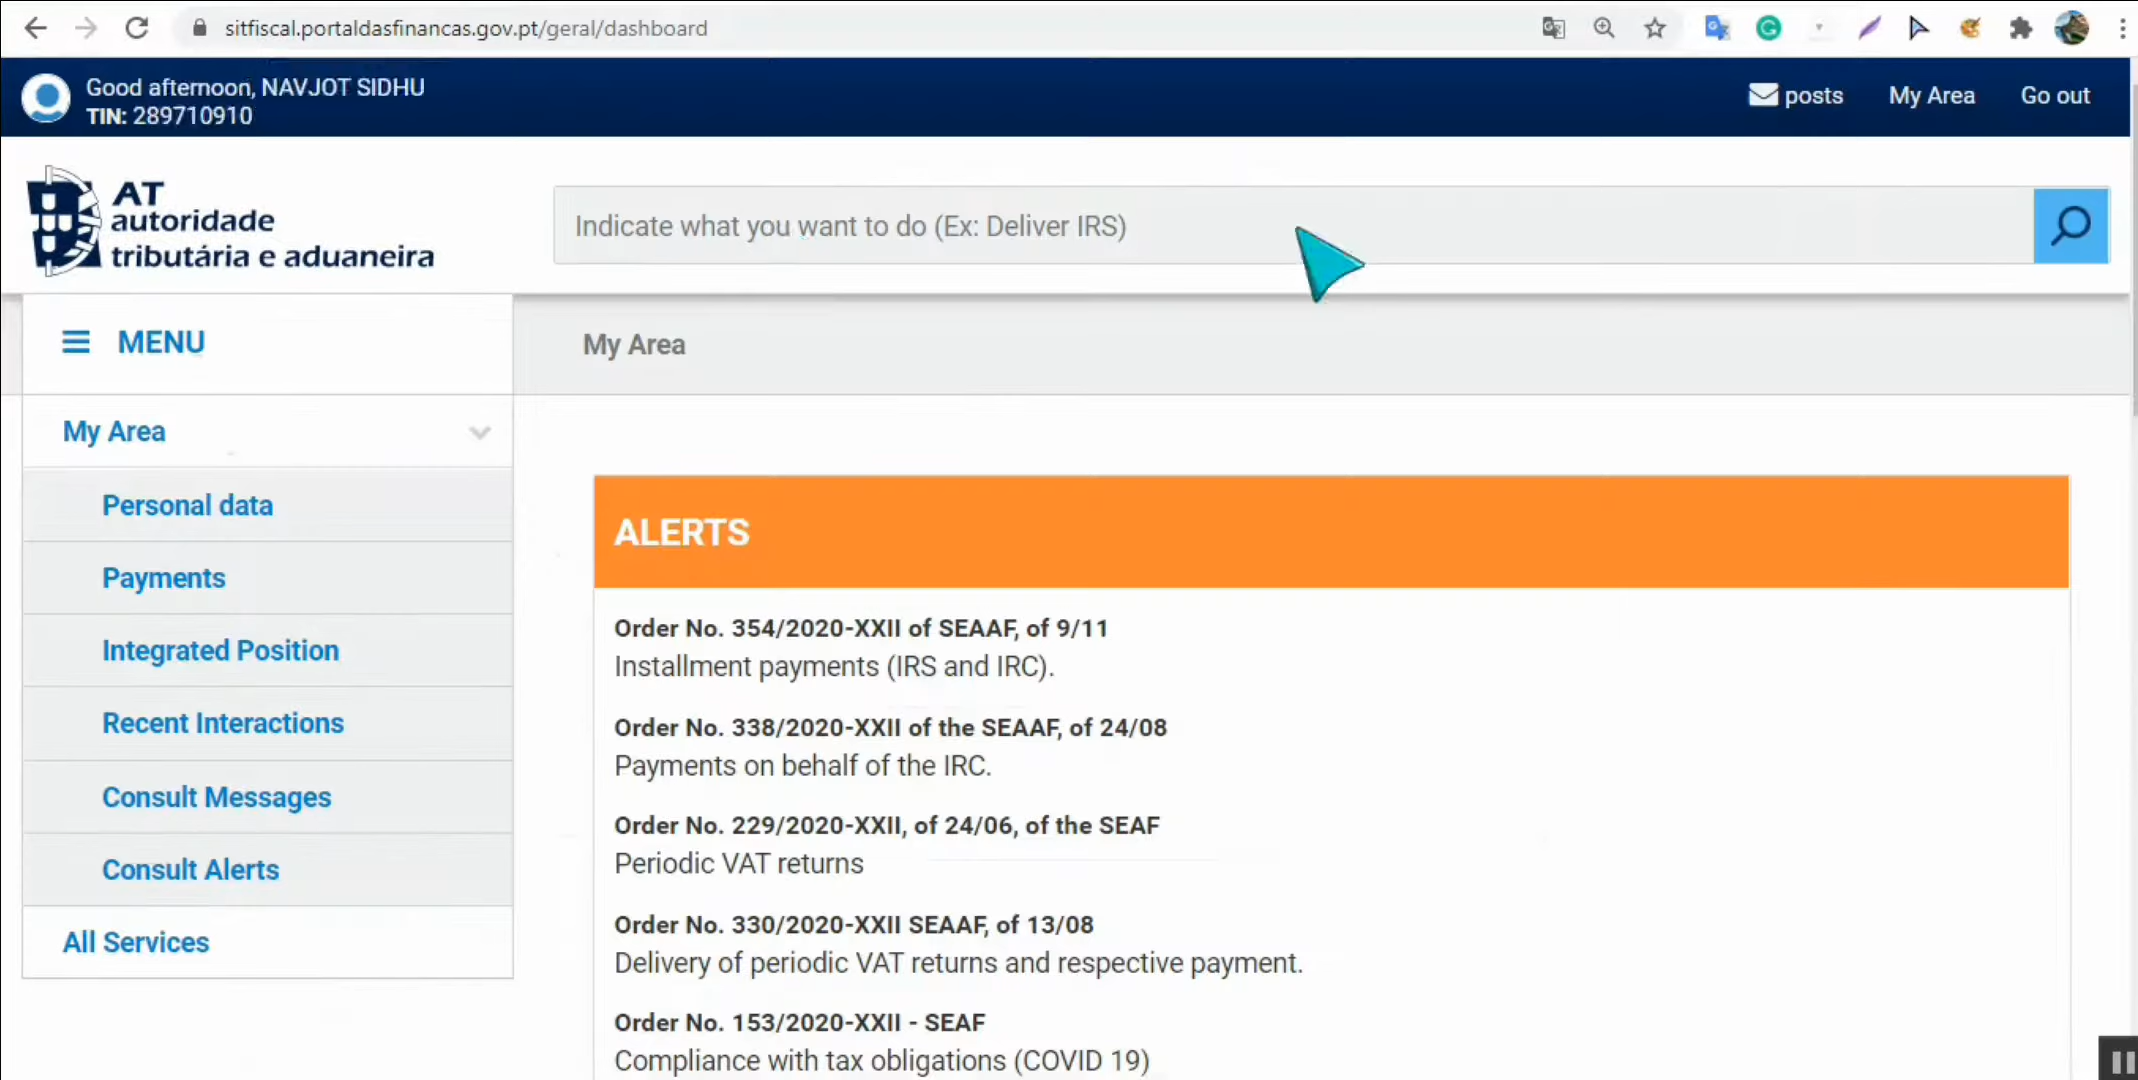 sitfiscal.portaldasfinancas.gov.pt/geral/dashboard
Good afternoon, NAVJOT SIDHU
TIN: 289710910
posts
My Area
Go out
AT
autoridade
tributária e aduaneira
Indicate what you want to do (Ex: Deliver IRS)
MENU
My Area
My Area
Personal data
Payments
Integrated Position
Recent Interactions
Consult Messages
Consult Alerts
All Services
ALERTS
Order No. 354/2020-XXII of SEAAF, of 9/11
Installment payments (IRS and IRC).
Order No. 338/2020-XXII of the SEAAF, of 24/08
Payments on behalf of the IRC.
Order No. 229/2020-XXII, of 24/06, of the SEAF
Periodic VAT returns
Order No. 330/2020-XXII SEAAF, of 13/08
Delivery of periodic VAT returns and respective payment.
Order No. 153/2020-XXII - SEAF
Compliance with tax obligations (COVID 19)